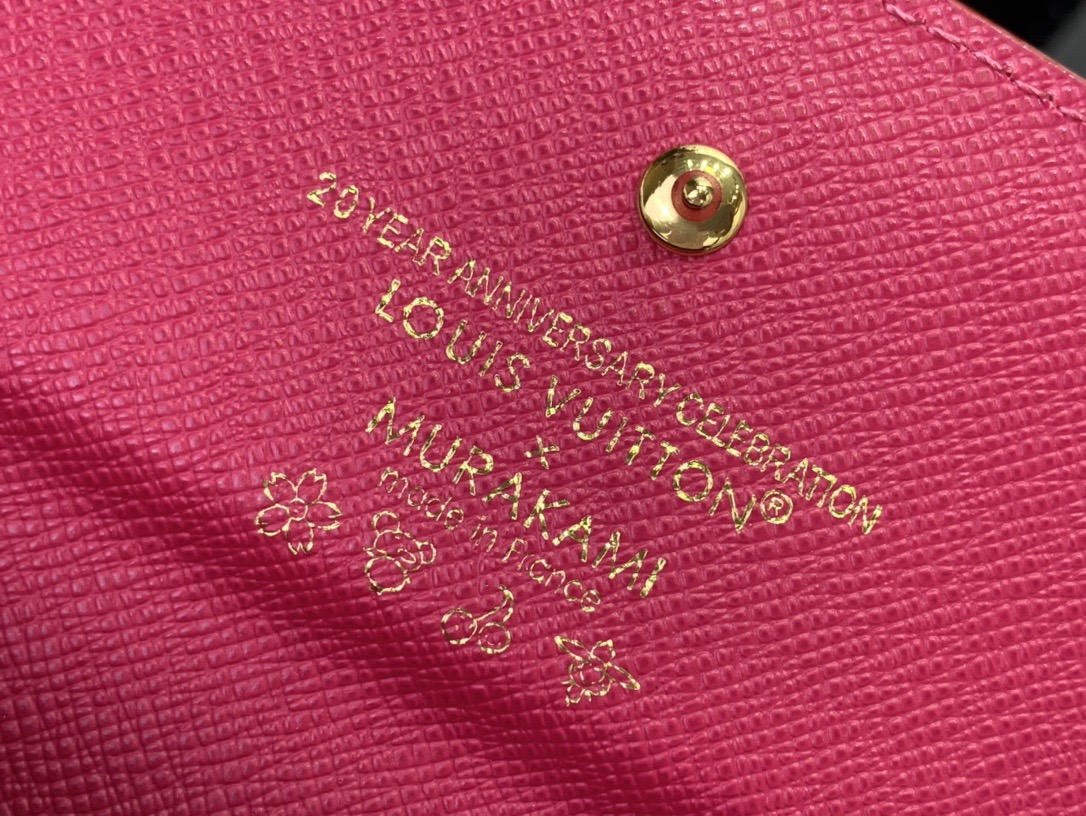 20 YEAR ANNIVERSARY CELEBRATION
LOUIS VUITTON®
×
MURAKAMI
made in France